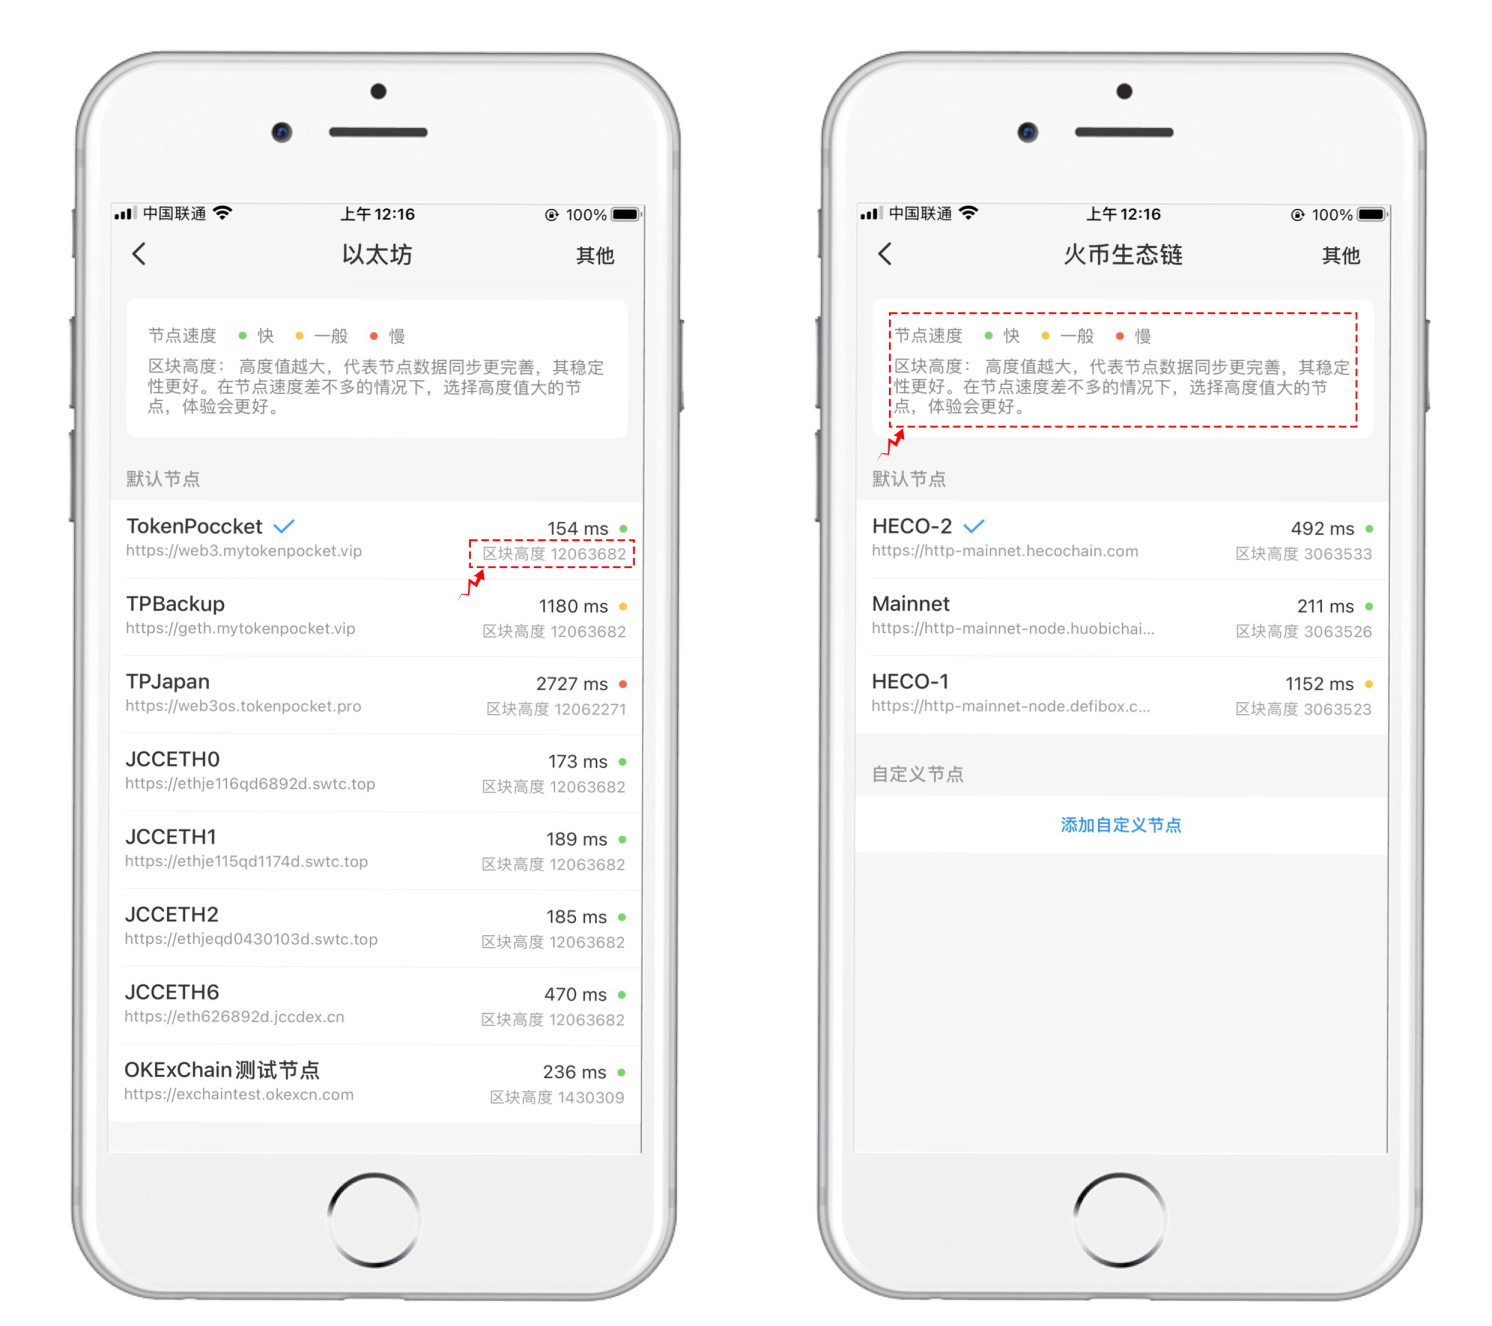 中国联通
上午12:16
100%
以太坊
其他
节点速度 快 一般 慢
区块高度： 高度值越大，代表节点数据同步更完善，其稳定
性更好。在节点速度差不多的情况下，选择高度值大的节
点，体验会更好。
默认节点
TokenPoccket
154 ms
https://web3.mytokenpocket.vip
区块高度 12063682
TPBackup
1180 ms
https://geth.mytokenpocket.vip
区块高度 12063682
TPJapan
2727 ms
https://web3os.tokenpocket.pro
区块高度 12062271
JCCETH0
173 ms
https://ethje116qd6892d.swtc.top
区块高度 12063682
JCCETH1
189 ms
https://ethje115qd1174d.swtc.top
区块高度 12063682
JCCETH2
185 ms
https://ethjeqd0430103d.swtc.top
区块高度 12063682
JCCETH6
470 ms
https://eth626892d.jccdex.cn
区块高度 12063682
OKExChain测试节点
236 ms
https://exchaintest.okexcn.com
区块高度 1430309
中国联通
上午12:16
100%
火币生态链
其他
节点速度 快 一般 慢
区块高度： 高度值越大，代表节点数据同步更完善，其稳定
性更好。在节点速度差不多的情况下，选择高度值大的节
点，体验会更好。
默认节点
HECO-2
492 ms
https://http-mainnet.hecochain.com
区块高度 3063533
Mainnet
211 ms
https://http-mainnet-node.huobichai...
区块高度 3063526
HECO-1
1152 ms
https://http-mainnet-node.defibox.c...
区块高度 3063523
自定义节点
添加自定义节点